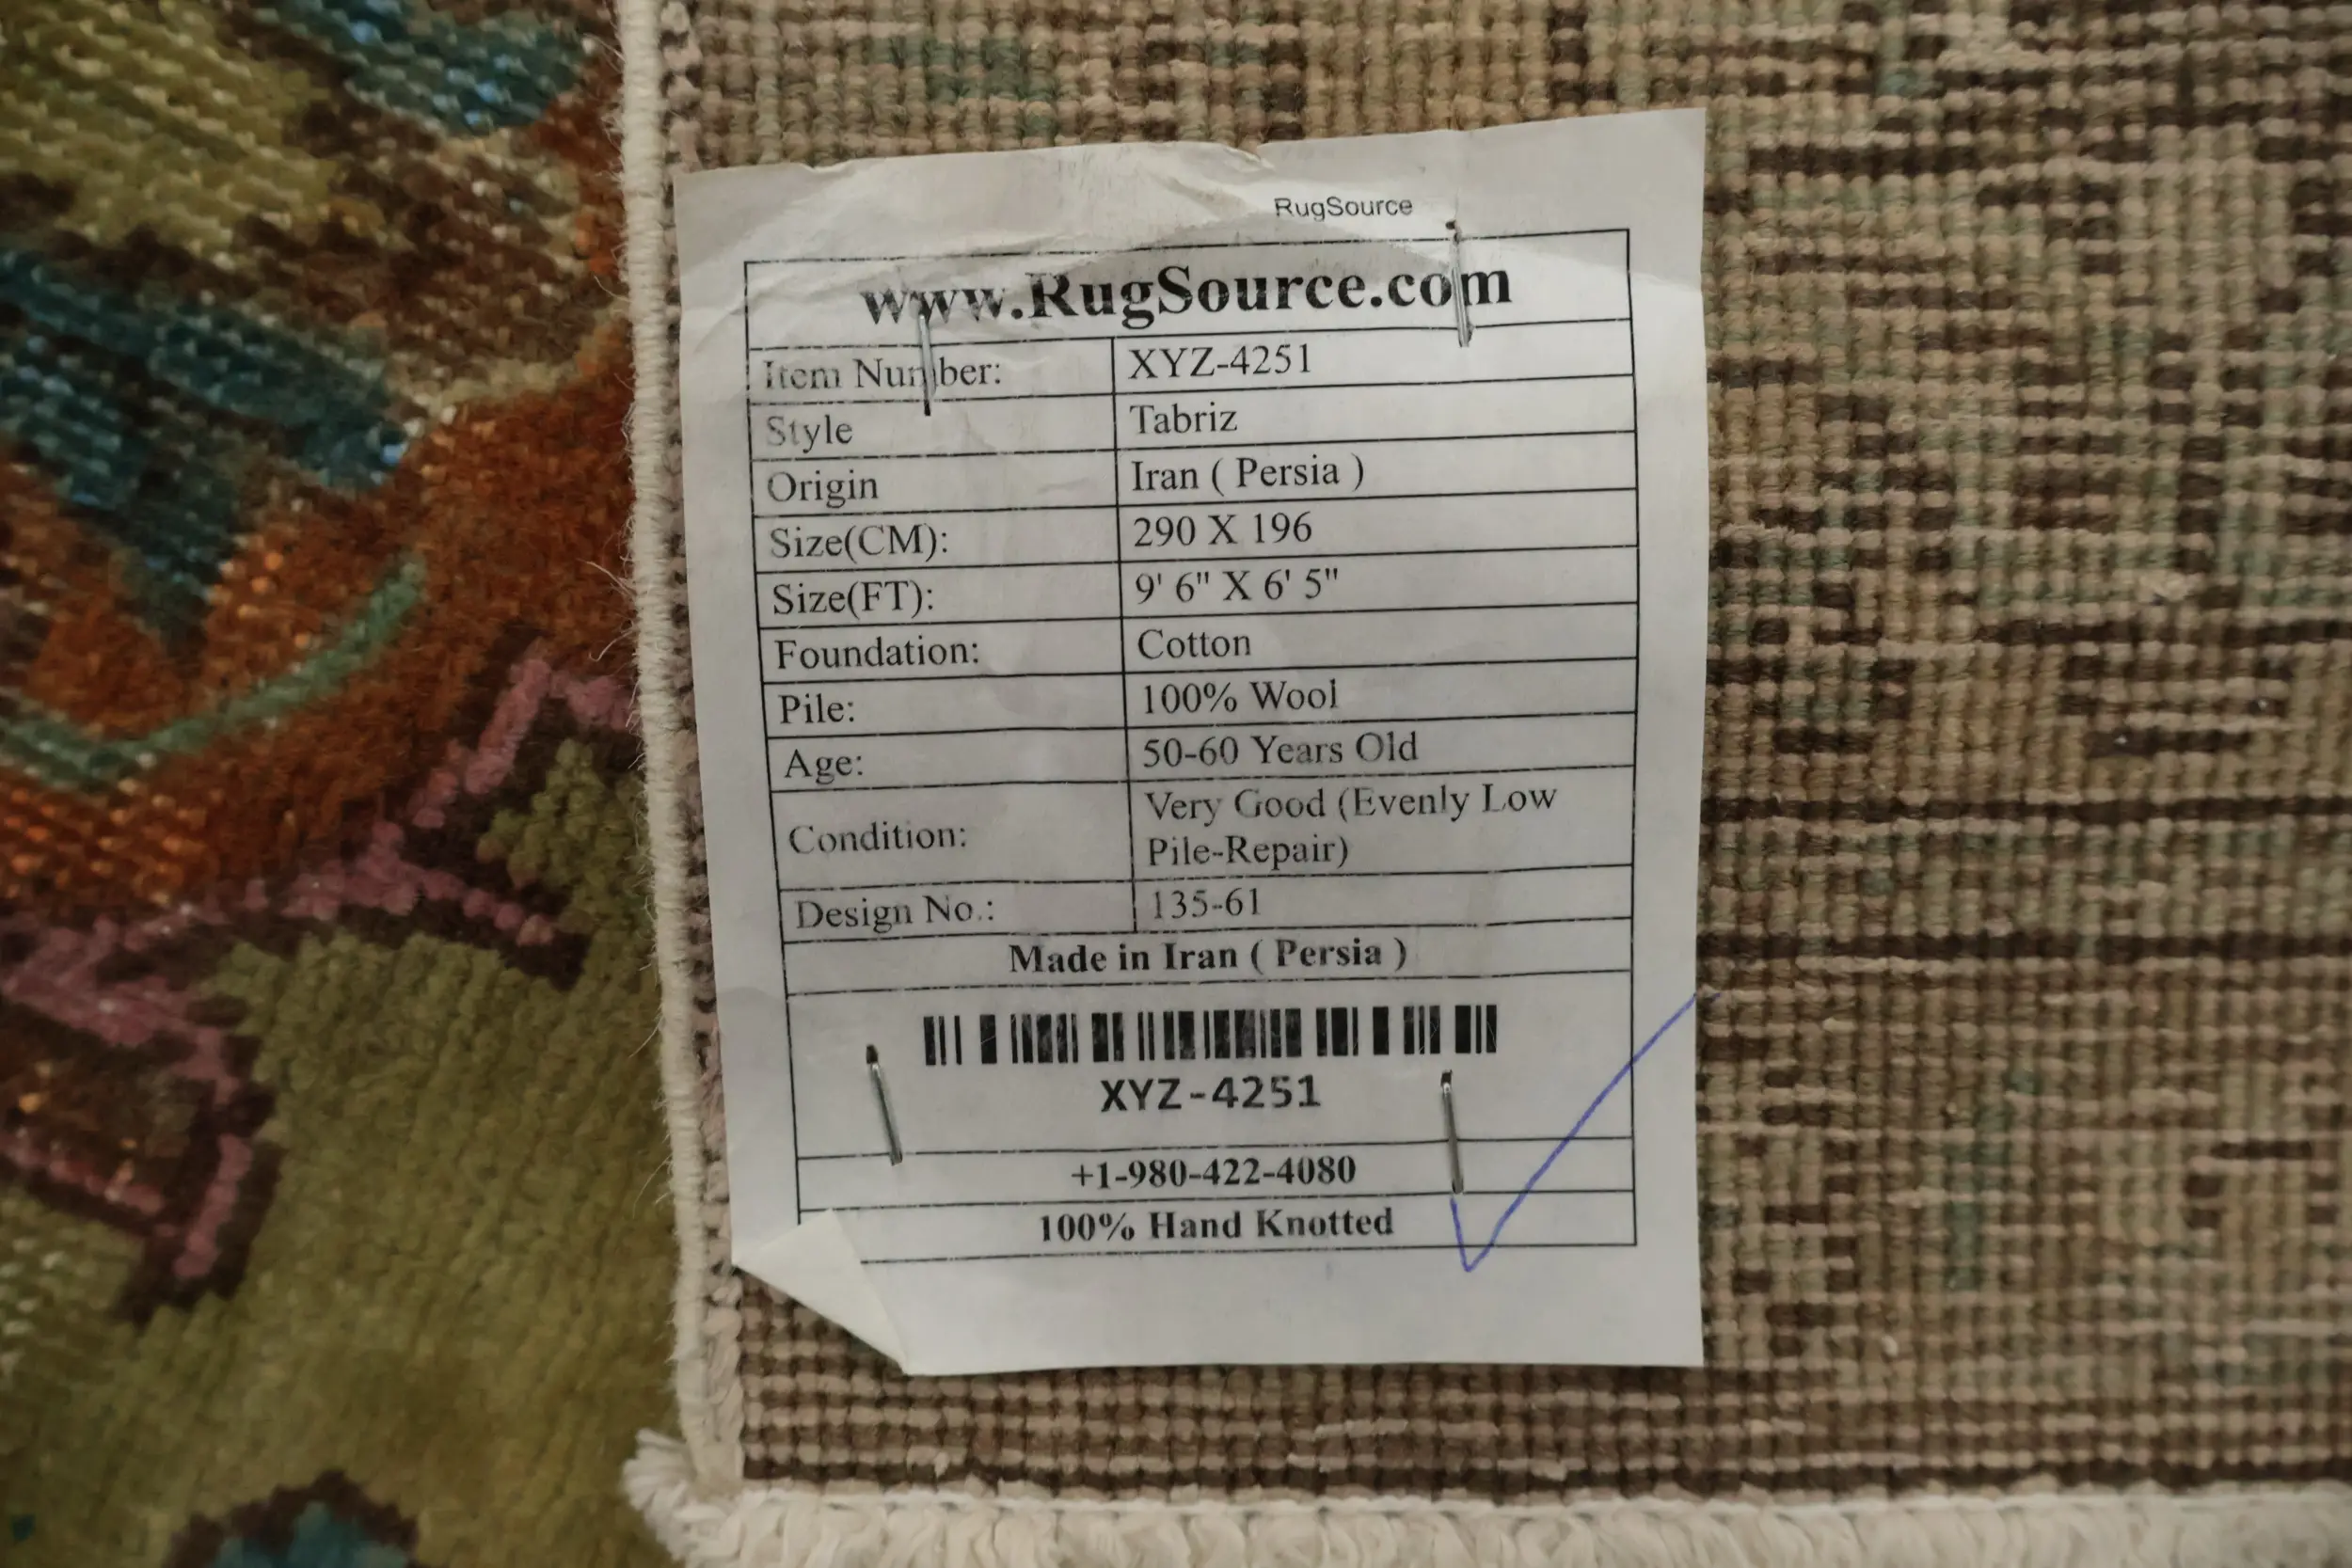 RugSource
www.RugSource.com
Item Number: XYZ-4251
Style Tabriz
Origin Iran ( Persia )
Size(CM): 290 X 196
Size(FT): 9' 6" X 6' 5"
Foundation: Cotton
Pile: 100% Wool
Age: 50-60 Years Old
Condition: Very Good (Evenly Low
Pile-Repair)
Design No.: 135-61
Made in Iran ( Persia )
XYZ-4251
+1-980-422-4080
100% Hand Knotted